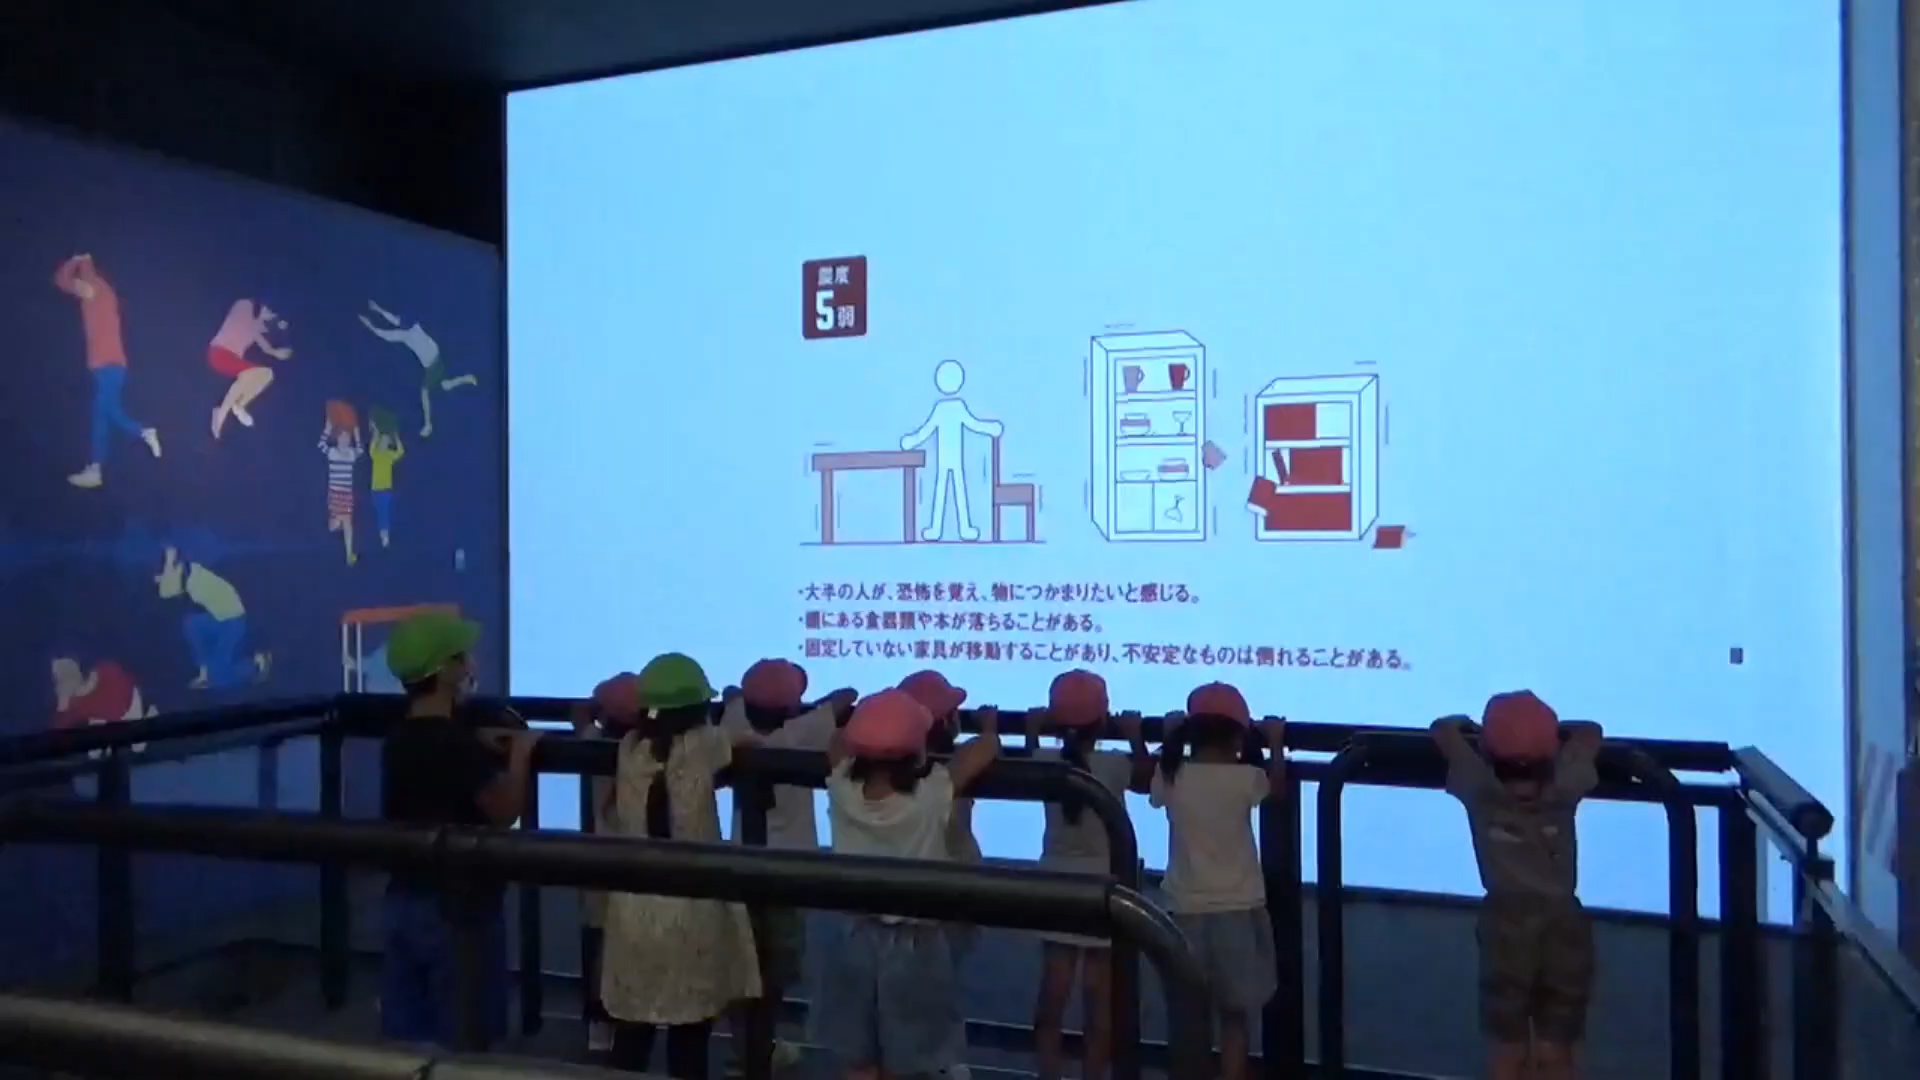 震度
5弱
・大半の人が、恐怖を覚え、物につかまりたいと感じる。
・棚にある食器類や本が落ちることがある。
・固定していない家具が移動することがあり、不安定なものは倒れることがある。